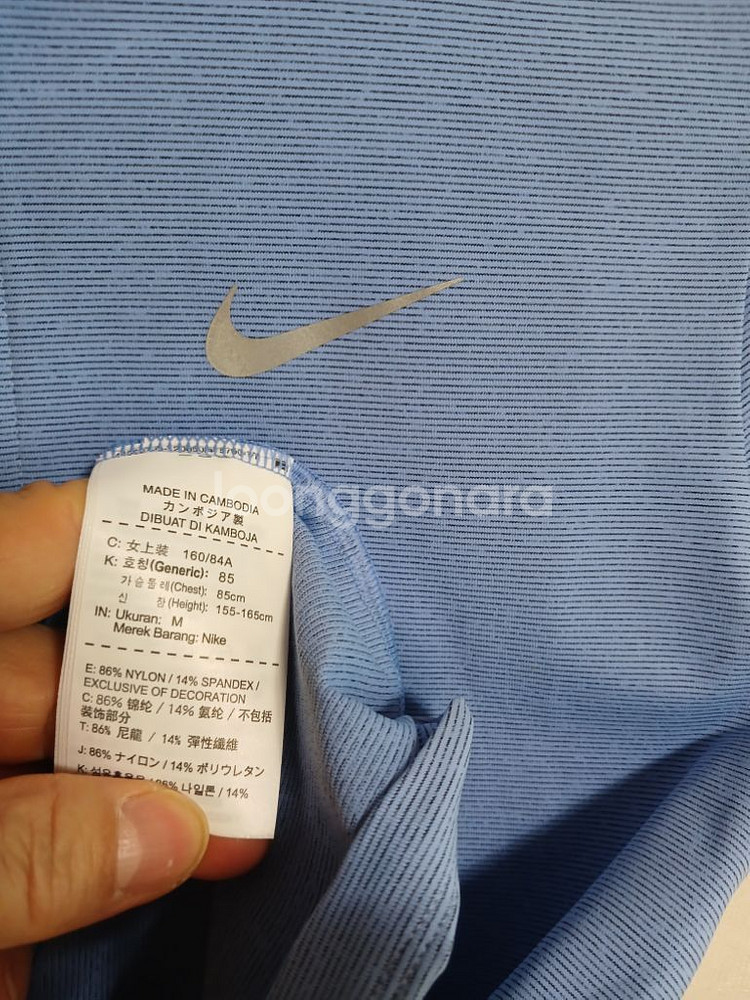 joonggonara
MADE IN CAMBODIA
カンボジア製
DIBUAT DI KAMBOJA
C: 女上装 160/84A
K: 호칭(Generic): 85
가슴둘레(Chest): 85cm
신 장(Height): 155-165cm
IN: Ukuran: M
Merek Barang: Nike
E: 86% NYLON / 14% SPANDEX /
EXCLUSIVE OF DECORATION
C: 86% 锦纶 / 14% 氨纶 / 不包括
装饰部分
T: 86% 尼龍 / 14% 彈性纖維
J: 86% ナイロン / 14% ポリウレタン
K: 나일론 / 14%